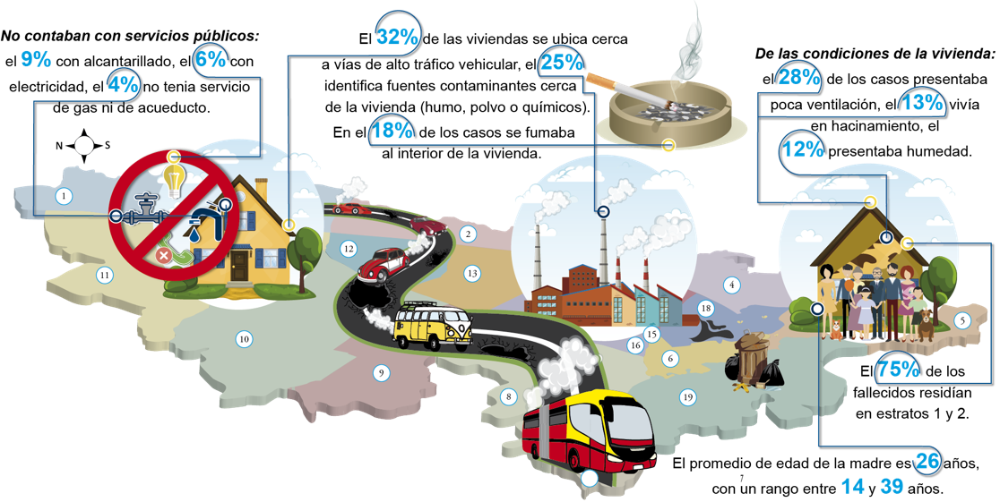 No contaban con servicios públicos:
el 9% con alcantarillado, el 6% con
electricidad, el 4% no tenia servicio
de gas ni de acueducto.
El 32% de las viviendas se ubica cerca
a vías de alto tráfico vehicular, el 25%
identifica fuentes contaminantes cerca
de la vivienda (humo, polvo o químicos).
En el 18% de los casos se fumaba
al interior de la vivienda.
De las condiciones de la vivienda:
el 28% de los casos presentaba
poca ventilación, el 13% vivía
en hacinamiento, el
12% presentaba humedad.
N S
1
2
12
11
13
4
18
5
10
15
16
6
9
8
19
El 75% de los
fallecidos residían
en estratos 1 y 2.
El promedio de edad de la madre es 26 años,
7
con un rango entre 14 y 39 años.